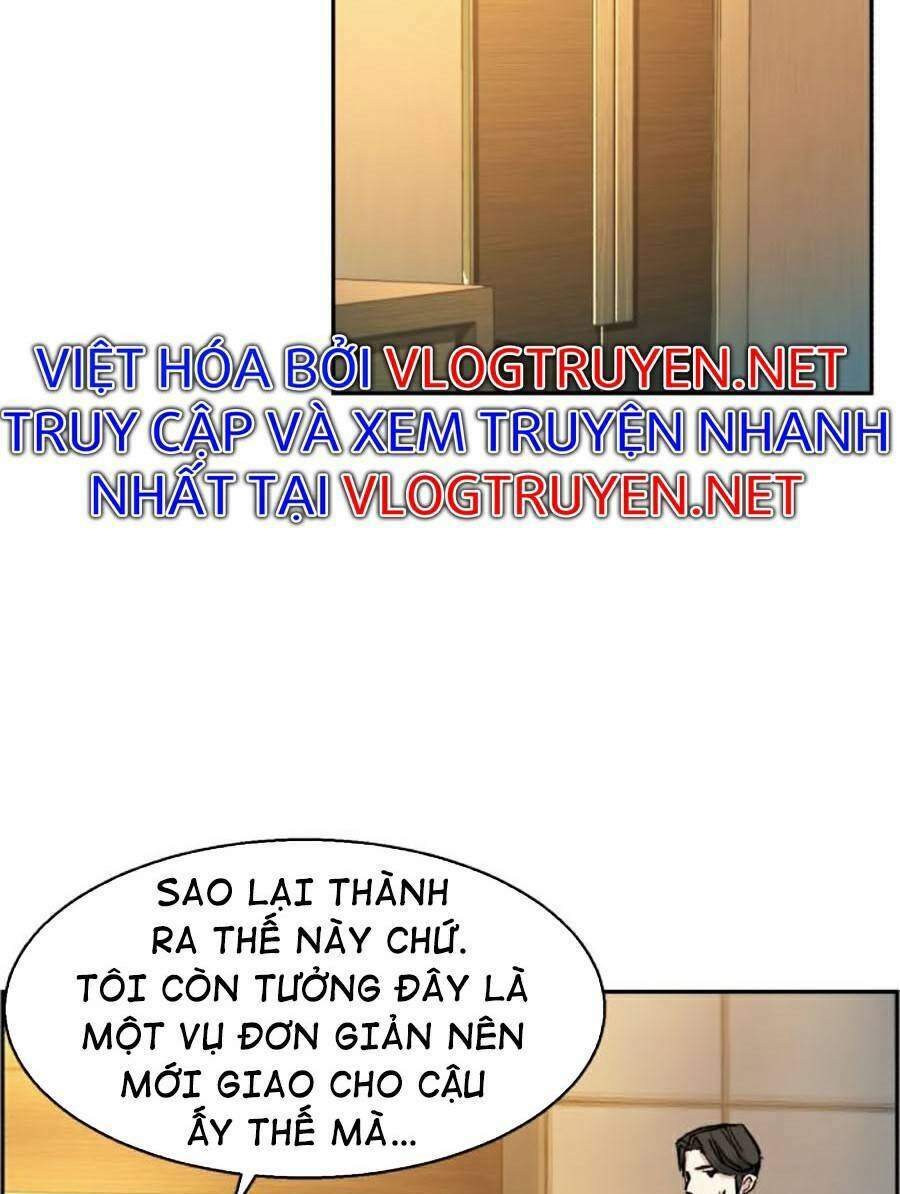 VIỆT HÓA BỞI VLOGTRUYEN.NET
TRUY CẬP VÀ XEM TRUYỆN NHANH
NHẤT TẠI VLOGTRUYEN.NET
SAO LẠI THÀNH
RA THẾ NÀY CHỨ.
TÔI CÒN TƯỞNG ĐÂY LÀ
MỘT VỤ ĐƠN GIẢN NÊN
MỚI GIAO CHO CẬU
ẤY THẾ MÀ...